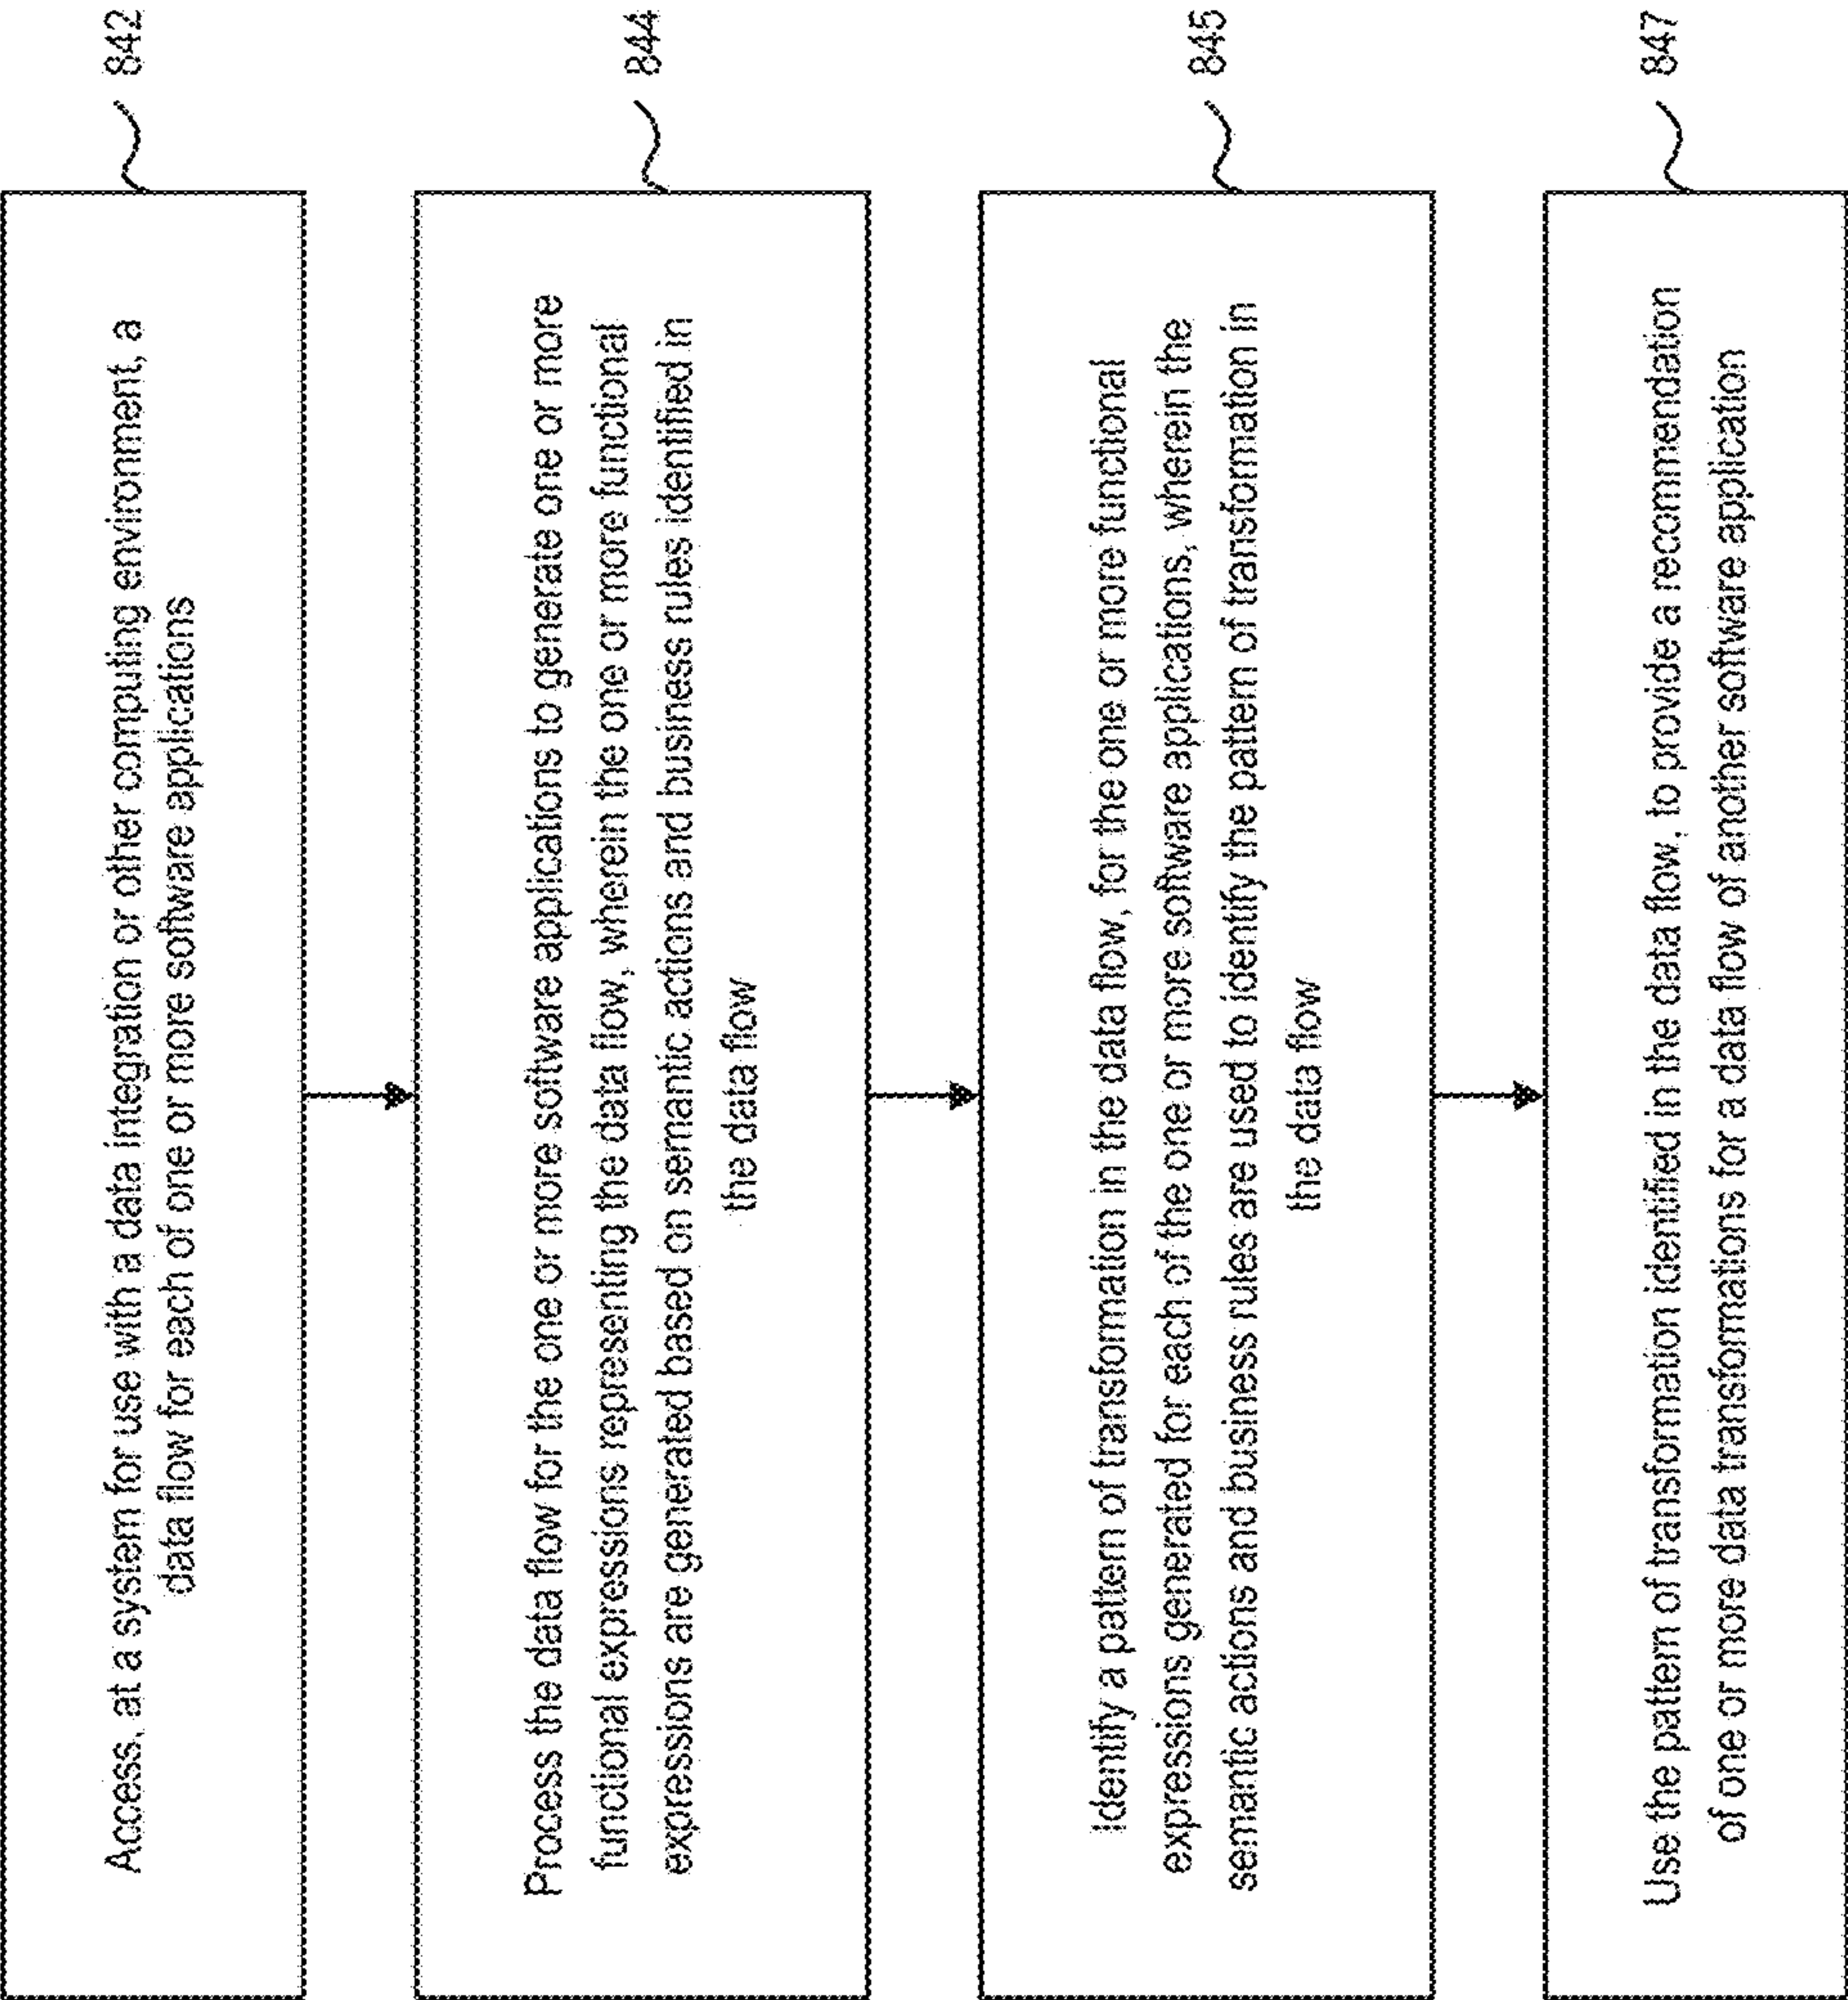 Access, at a system for use with a data integration or other computing environment, a
data flow for each of one or more software applications
842
Process the data flow for the one or more software applications to generate one or more
functional expressions representing the data flow, wherein the one or more functional
expressions are generated based on semantic actions and business rules identified in
the data flow
844
Identify a pattern of transformation in the data flow, for the one or more functional
expressions generated for each of the one or more software applications, wherein the
semantic actions and business rules are used to identify the pattern of transformation in
the data flow
845
Use the pattern of transformation identified in the data flow, to provide a recommendation
of one or more data transformations for a data flow of another software application
847